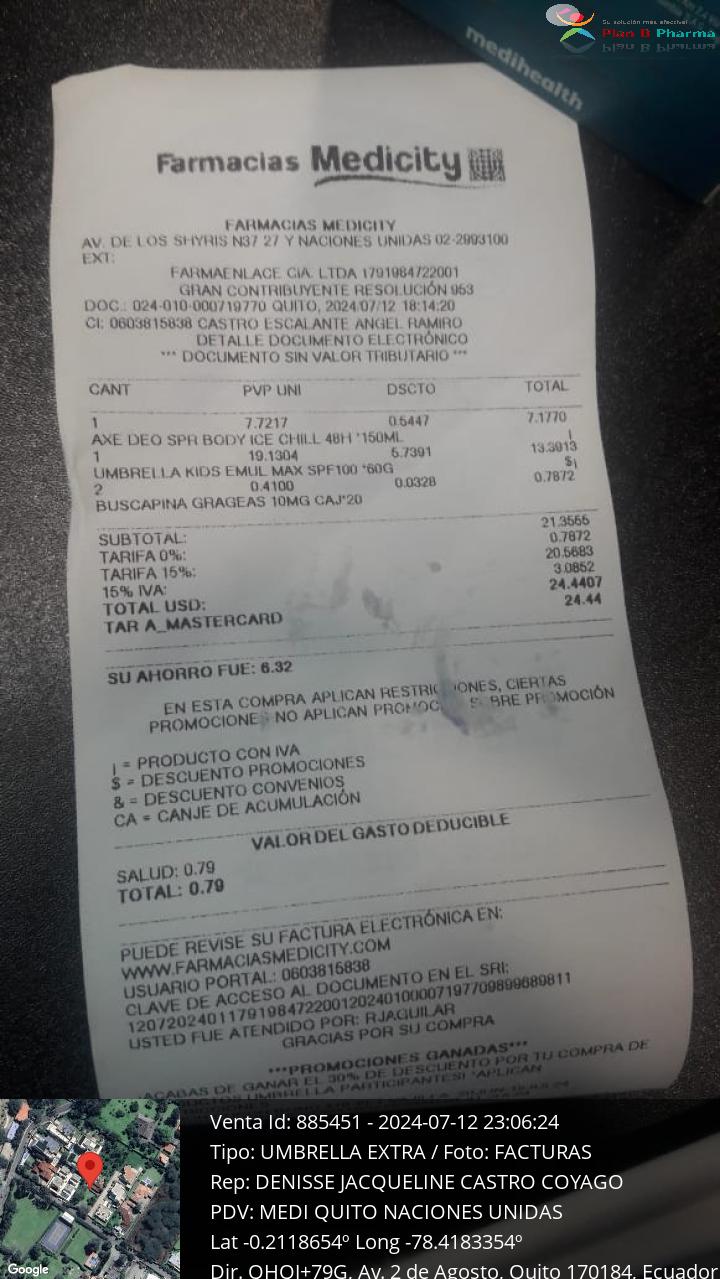 Su solución más efectiva!
Plan B Pharma
medihealth
Farmacias Medicity
FARMACIAS MEDICITY
AV. DE LOS SHYRIS N37 27 Y NACIONES UNIDAS 02-2993100
EXT:
FARMAENLACE CIA. LTDA 1791984722001
GRAN CONTRIBUYENTE RESOLUCIÓN 953
DOC.: 024-010-000719770 QUITO, 2024/07/12 18:14:20
CI: 0603815838 CASTRO ESCALANTE ANGEL RAMIRO
DETALLE DOCUMENTO ELECTRÓNICO
*** DOCUMENTO SIN VALOR TRIBUTARIO ***
CANT PVP UNI DSCTO TOTAL
1 7.7217 0.5447 7.1770
AXE DEO SPR BODY ICE CHILL 48H *150ML |
1 19.1304 5.7391 13.3913
UMBRELLA KIDS EMUL MAX SPF100 *60G $¡
2 0.4100 0.0328 0.7872
BUSCAPINA GRAGEAS 10MG CAJ*20
SUBTOTAL: 21.3555
TARIFA 0%: 0.7872
TARIFA 15%: 20.5683
15% IVA: 3.0852
TOTAL USD: 24.4407
TAR A_MASTERCARD 24.44
SU AHORRO FUE: 6.32
EN ESTA COMPRA APLICAN RESTRICCIONES, CIERTAS
PROMOCIONES NO APLICAN PROMOC SOBRE PROMOCIÓN
| = PRODUCTO CON IVA
$ = DESCUENTO PROMOCIONES
& = DESCUENTO CONVENIOS
CA = CANJE DE ACUMULACIÓN
VALOR DEL GASTO DEDUCIBLE
SALUD: 0.79
TOTAL: 0.79
PUEDE REVISE SU FACTURA ELECTRÓNICA EN:
WWW.FARMACIASMEDICITY.COM
USUARIO PORTAL: 0603815838
CLAVE DE ACCESO AL DOCUMENTO EN EL SRI:
1207202401179198472200120240100007197709899689811
USTED FUE ATENDIDO POR: RJAGUILAR
GRACIAS POR SU COMPRA
***PROMOCIONES GANADAS***
ACABAS DE GANAR EL 30% DE DESCUENTO POR TU COMPRA DE
UMBRELLA PARTICIPANTES! *APLICAN
Venta Id: 885451 - 2024-07-12 23:06:24
Tipo: UMBRELLA EXTRA / Foto: FACTURAS
Rep: DENISSE JACQUELINE CASTRO COYAGO
PDV: MEDI QUITO NACIONES UNIDAS
Lat -0.2118654º Long -78.4183354º
Dir. QHQJ+79G, Av. 2 de Agosto, Quito 170184, Ecuador
Google